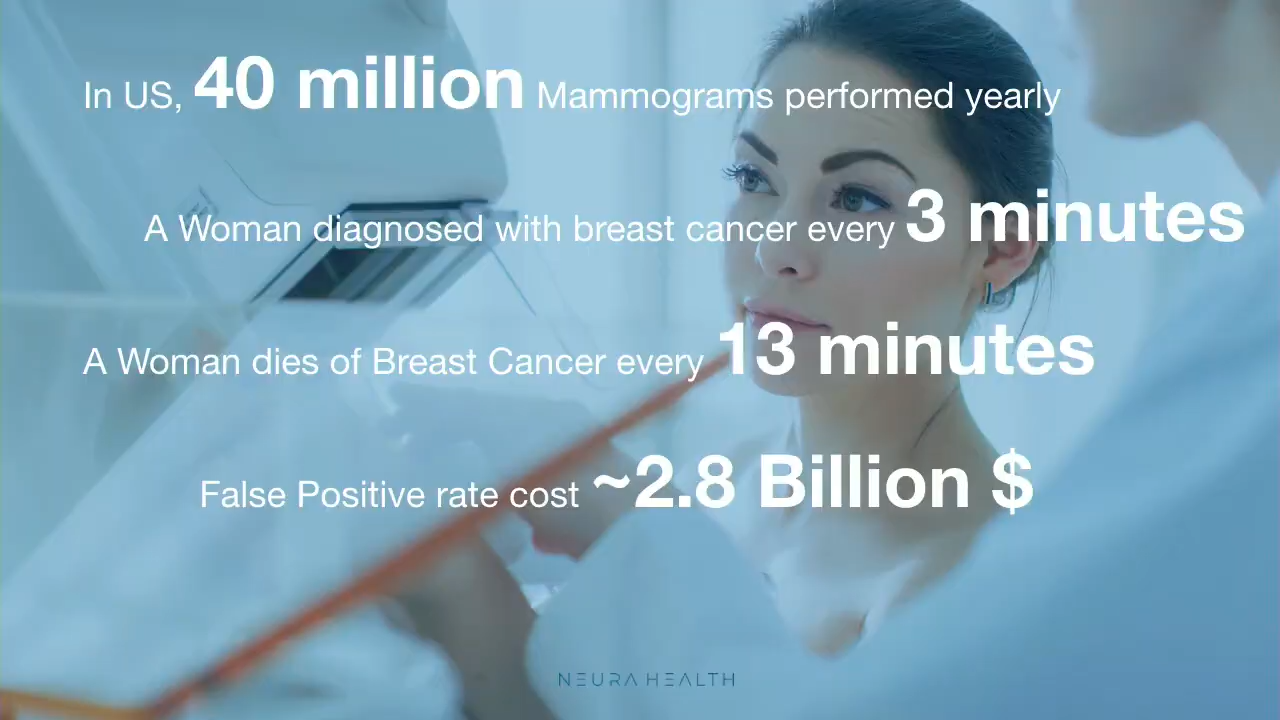 In US, 40 million Mammograms performed yearly
A Woman diagnosed with breast cancer every 3 minutes
A Woman dies of Breast Cancer every 13 minutes
False Positive rate cost ~2.8 Billion $
NEURA HEALTH